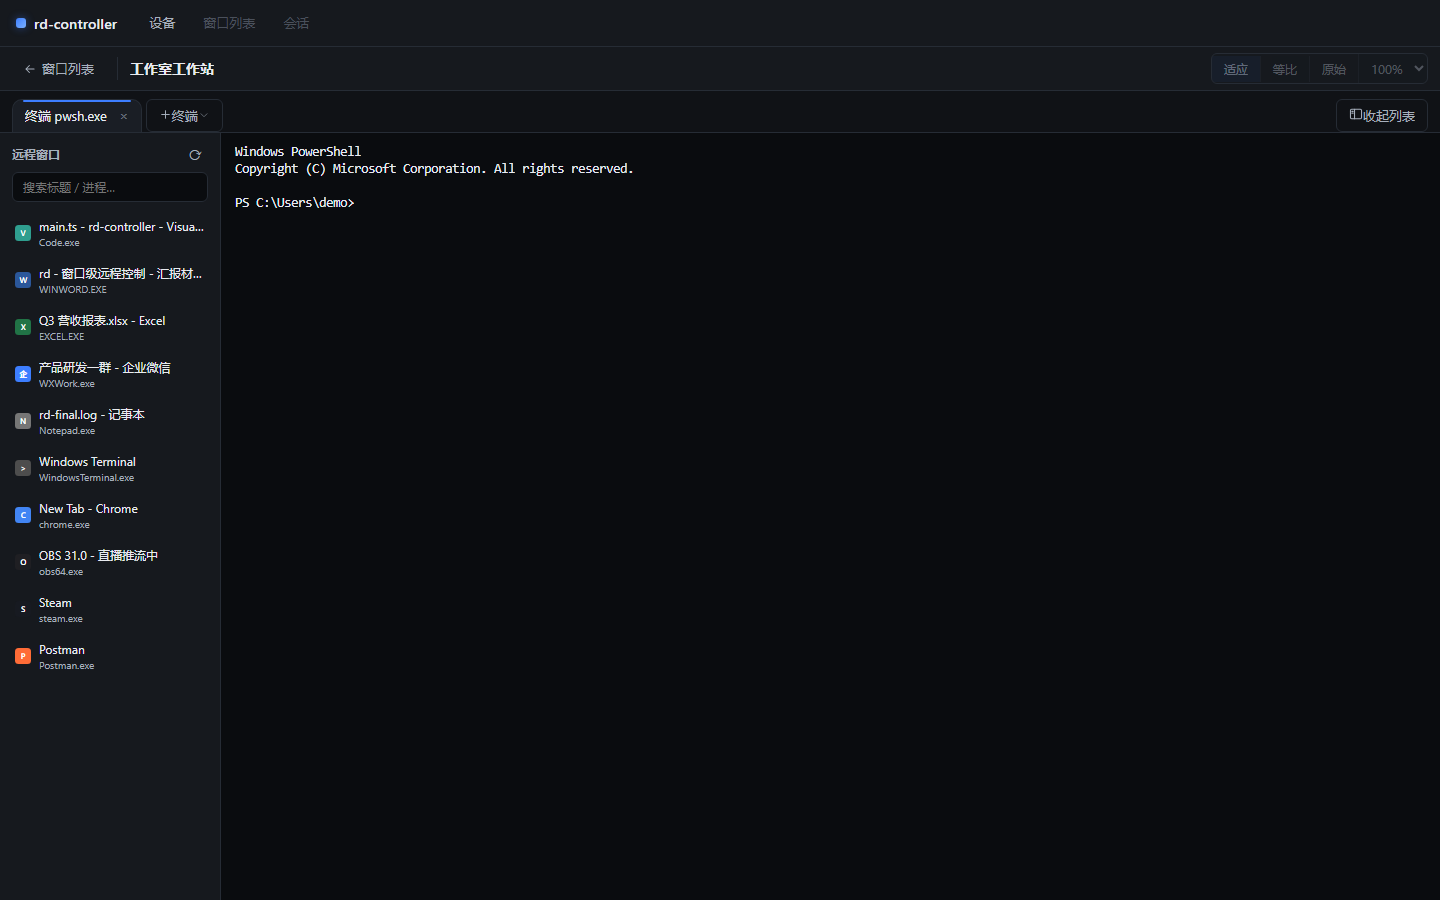 rd-controller 设备 窗口列表 会话
← 窗口列表 工作室工作站 适应 等比 原始 100%
终端 pwsh.exe × +终端 收起列表
远程窗口
搜索标题 / 进程...
V main.ts - rd-controller - Visua...
Code.exe
W rd - 窗口级远程控制 - 汇报材...
WINWORD.EXE
X Q3 营收报表.xlsx - Excel
EXCEL.EXE
企 产品研发一群 - 企业微信
WXWork.exe
N rd-final.log - 记事本
Notepad.exe
> Windows Terminal
WindowsTerminal.exe
C New Tab - Chrome
chrome.exe
O OBS 31.0 - 直播推流中
obs64.exe
S Steam
steam.exe
P Postman
Postman.exe
Windows PowerShell
Copyright (C) Microsoft Corporation. All rights reserved.
PS C:\Users\demo>